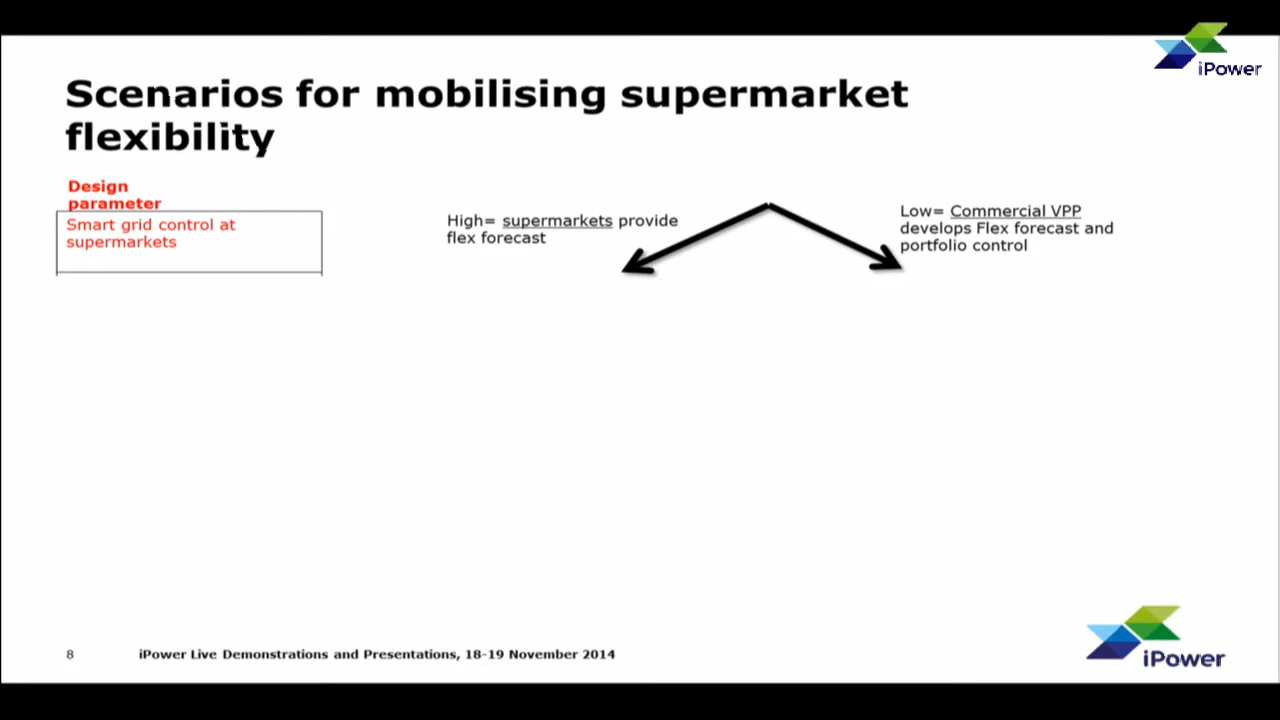 iPower
Scenarios for mobilising supermarket
flexibility
Design
parameter
Smart grid control at
supermarkets
High= supermarkets provide
flex forecast
Low= Commercial VPP
develops Flex forecast and
portfolio control
8
iPower Live Demonstrations and Presentations, 18-19 November 2014
iPower